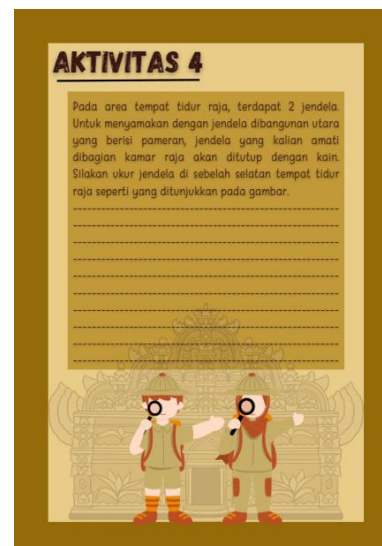 AKTIVITAS 4
Pada area tempat tidur raja, terdapat 2 jendela.
Untuk menyamakan dengan jendela dibangunan utara
yang berisi pameran, jendela yang kalian amati
dibagian kamar raja akan ditutup dengan kain.
Silakan ukur jendela di sebelah selatan tempat tidur
raja seperti yang ditunjukkan pada gambar.